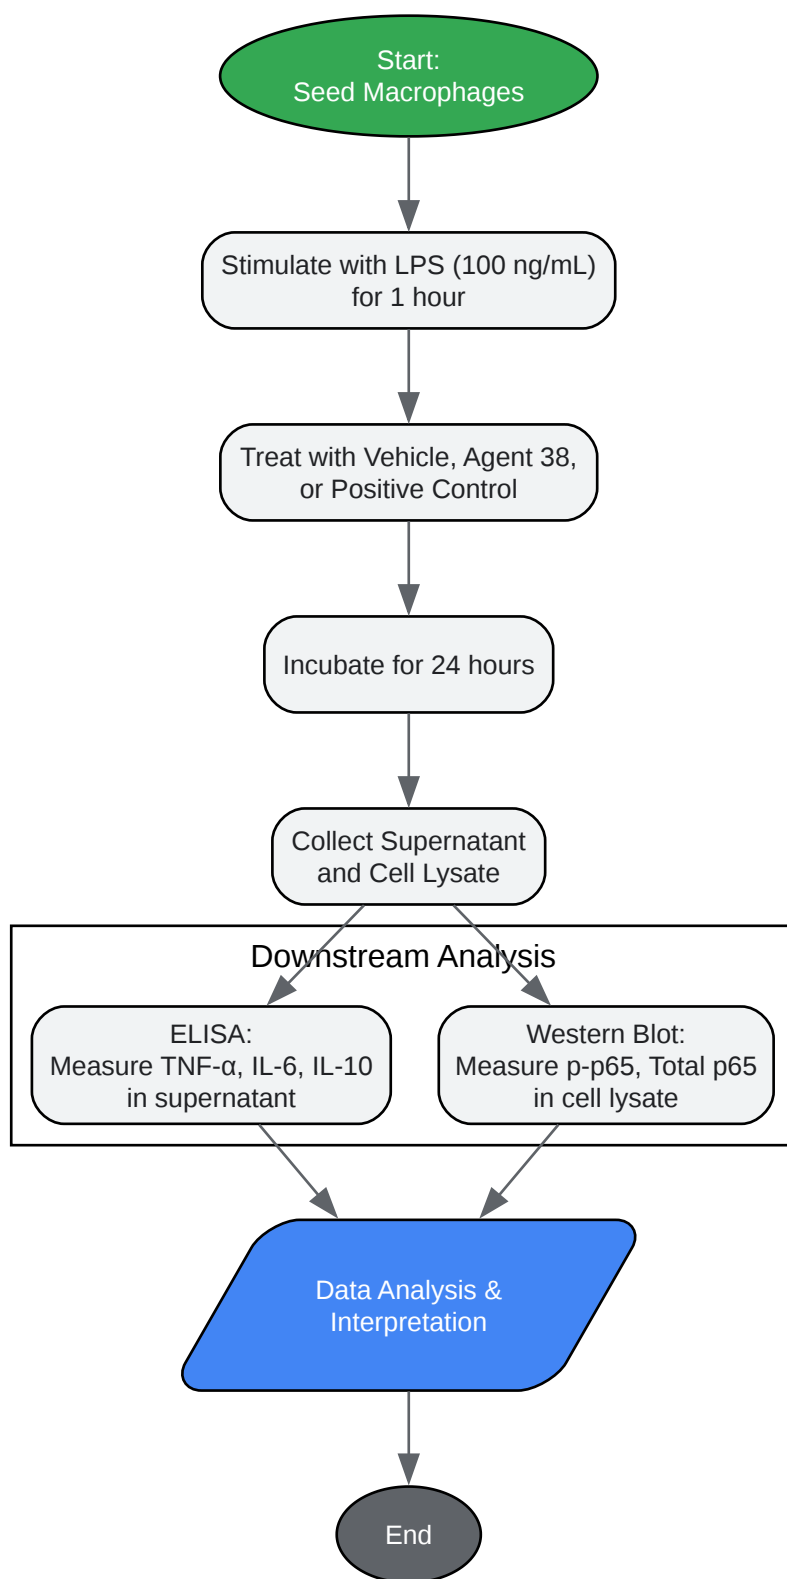 Start:
Seed Macrophages
Stimulate with LPS (100 ng/mL)
for 1 hour
Treat with Vehicle, Agent 38,
or Positive Control
Incubate for 24 hours
Collect Supernatant
and Cell Lysate
Downstream Analysis
ELISA:
Measure TNF-α, IL-6, IL-10
in supernatant
Western Blot:
Measure p-p65, Total p65
in cell lysate
Data Analysis &
Interpretation
End